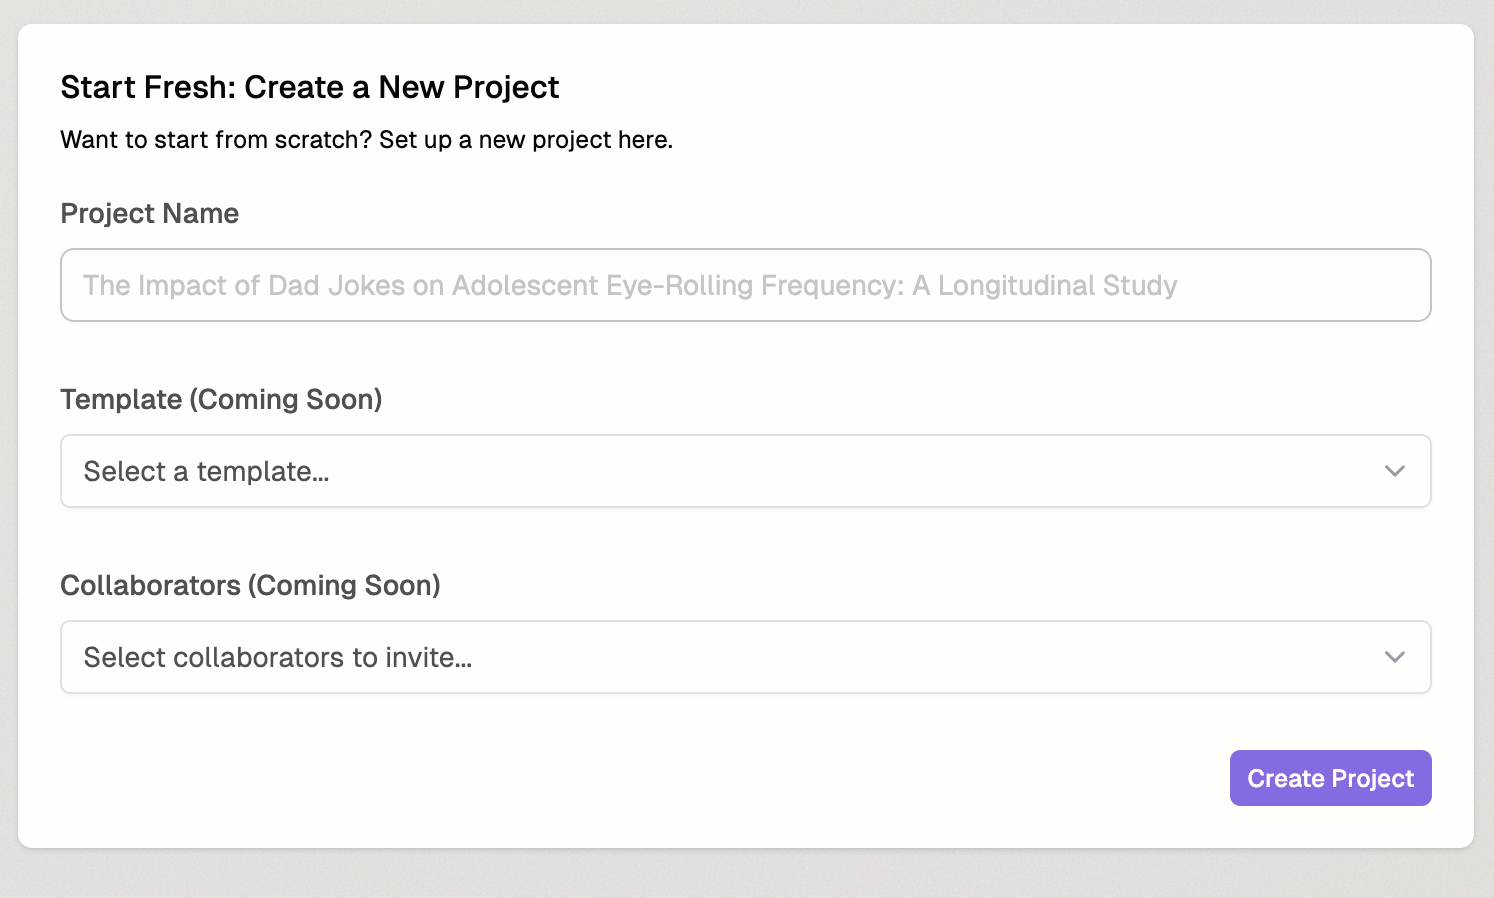 Start Fresh: Create a New Project
Want to start from scratch? Set up a new project here.
Project Name
The Impact of Dad Jokes on Adolescent Eye-Rolling Frequency: A Longitudinal Study
Template (Coming Soon)
Select a template...
Collaborators (Coming Soon)
Select collaborators to invite...
Create Project